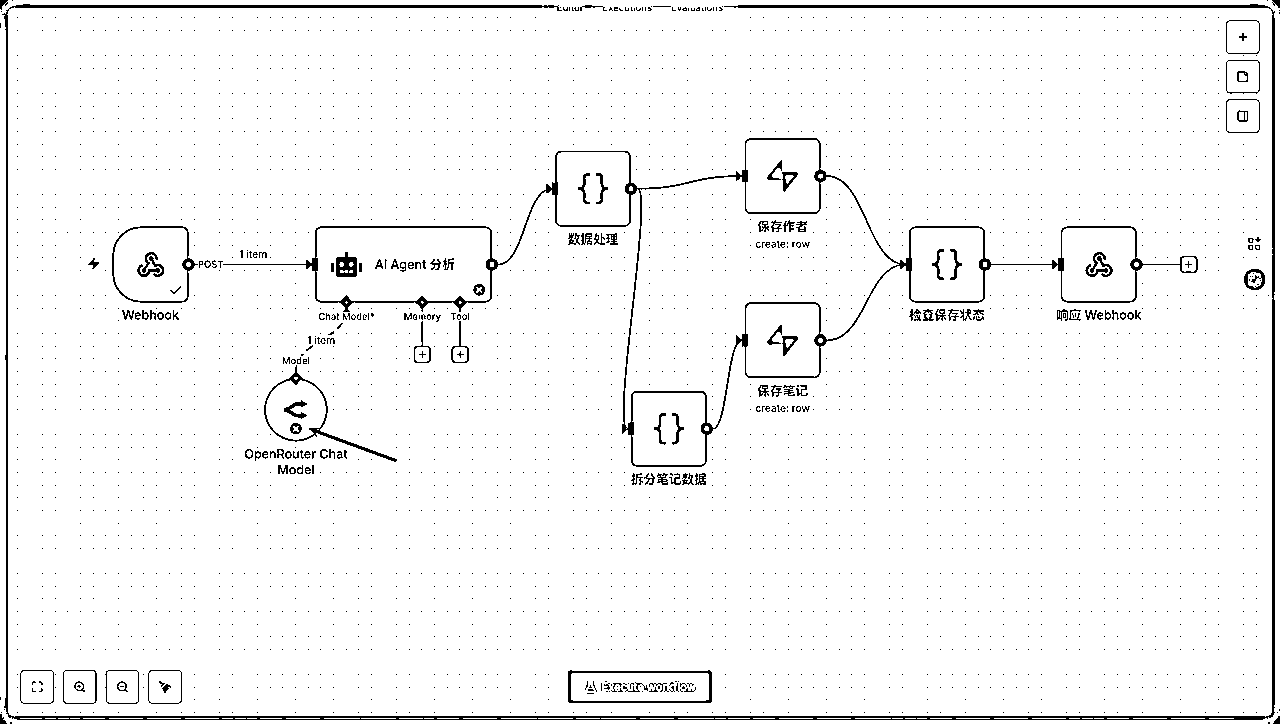 Editor Executions Evaluations
保存作者
create: row
数据处理
POST
1 item
AI Agent 分析
Webhook
Chat Model*
Memory
Tool
1 item
Model
OpenRouter Chat
Model
保存笔记
create: row
拆分笔记数据
检查保存状态
响应 Webhook
Execute workflow